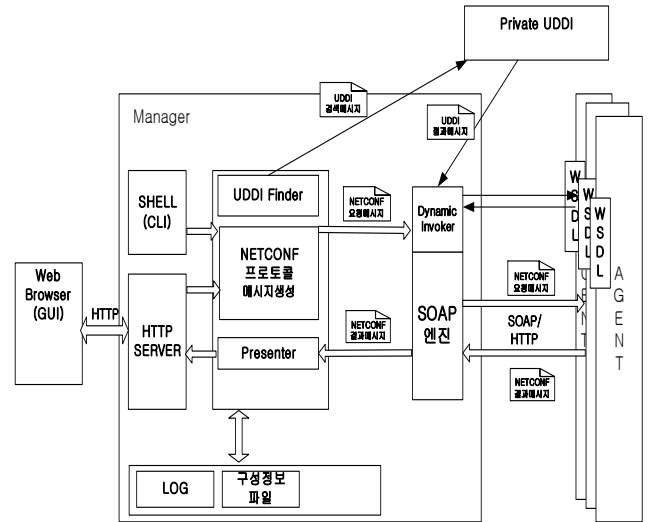 Private UDDI
UDDI
검색메시지
Manager
UDDI
결과메시지
SHELL
(CLI)
UDDI Finder
NETCONF
요청메시지
Dynamic
Invoker
W
S
D
L
W
S
D
L
W
S
D
L
NETCONF
프로토콜
메시지생성
Web
Browser
(GUI)
HTTP
HTTP
SERVER
NETCONF
결과메시지
Presenter
SOAP
엔진
NETCONF
요청메시지
SOAP/
HTTP
NETCONF
결과메시지
A
G
E
N
T
LOG
구성정보
파일